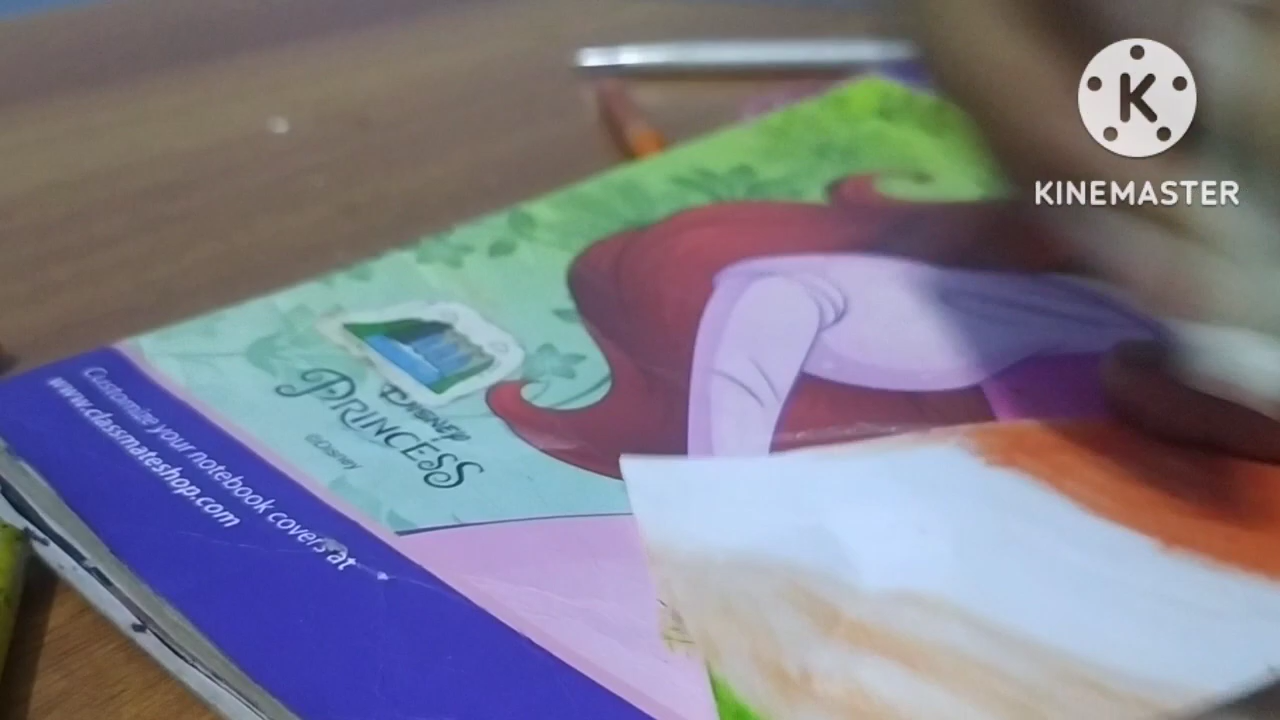 K
KINEMASTER
DISNEY
PRINCESS
©Disney
Customize your notebook covers at
www.classmateshop.com